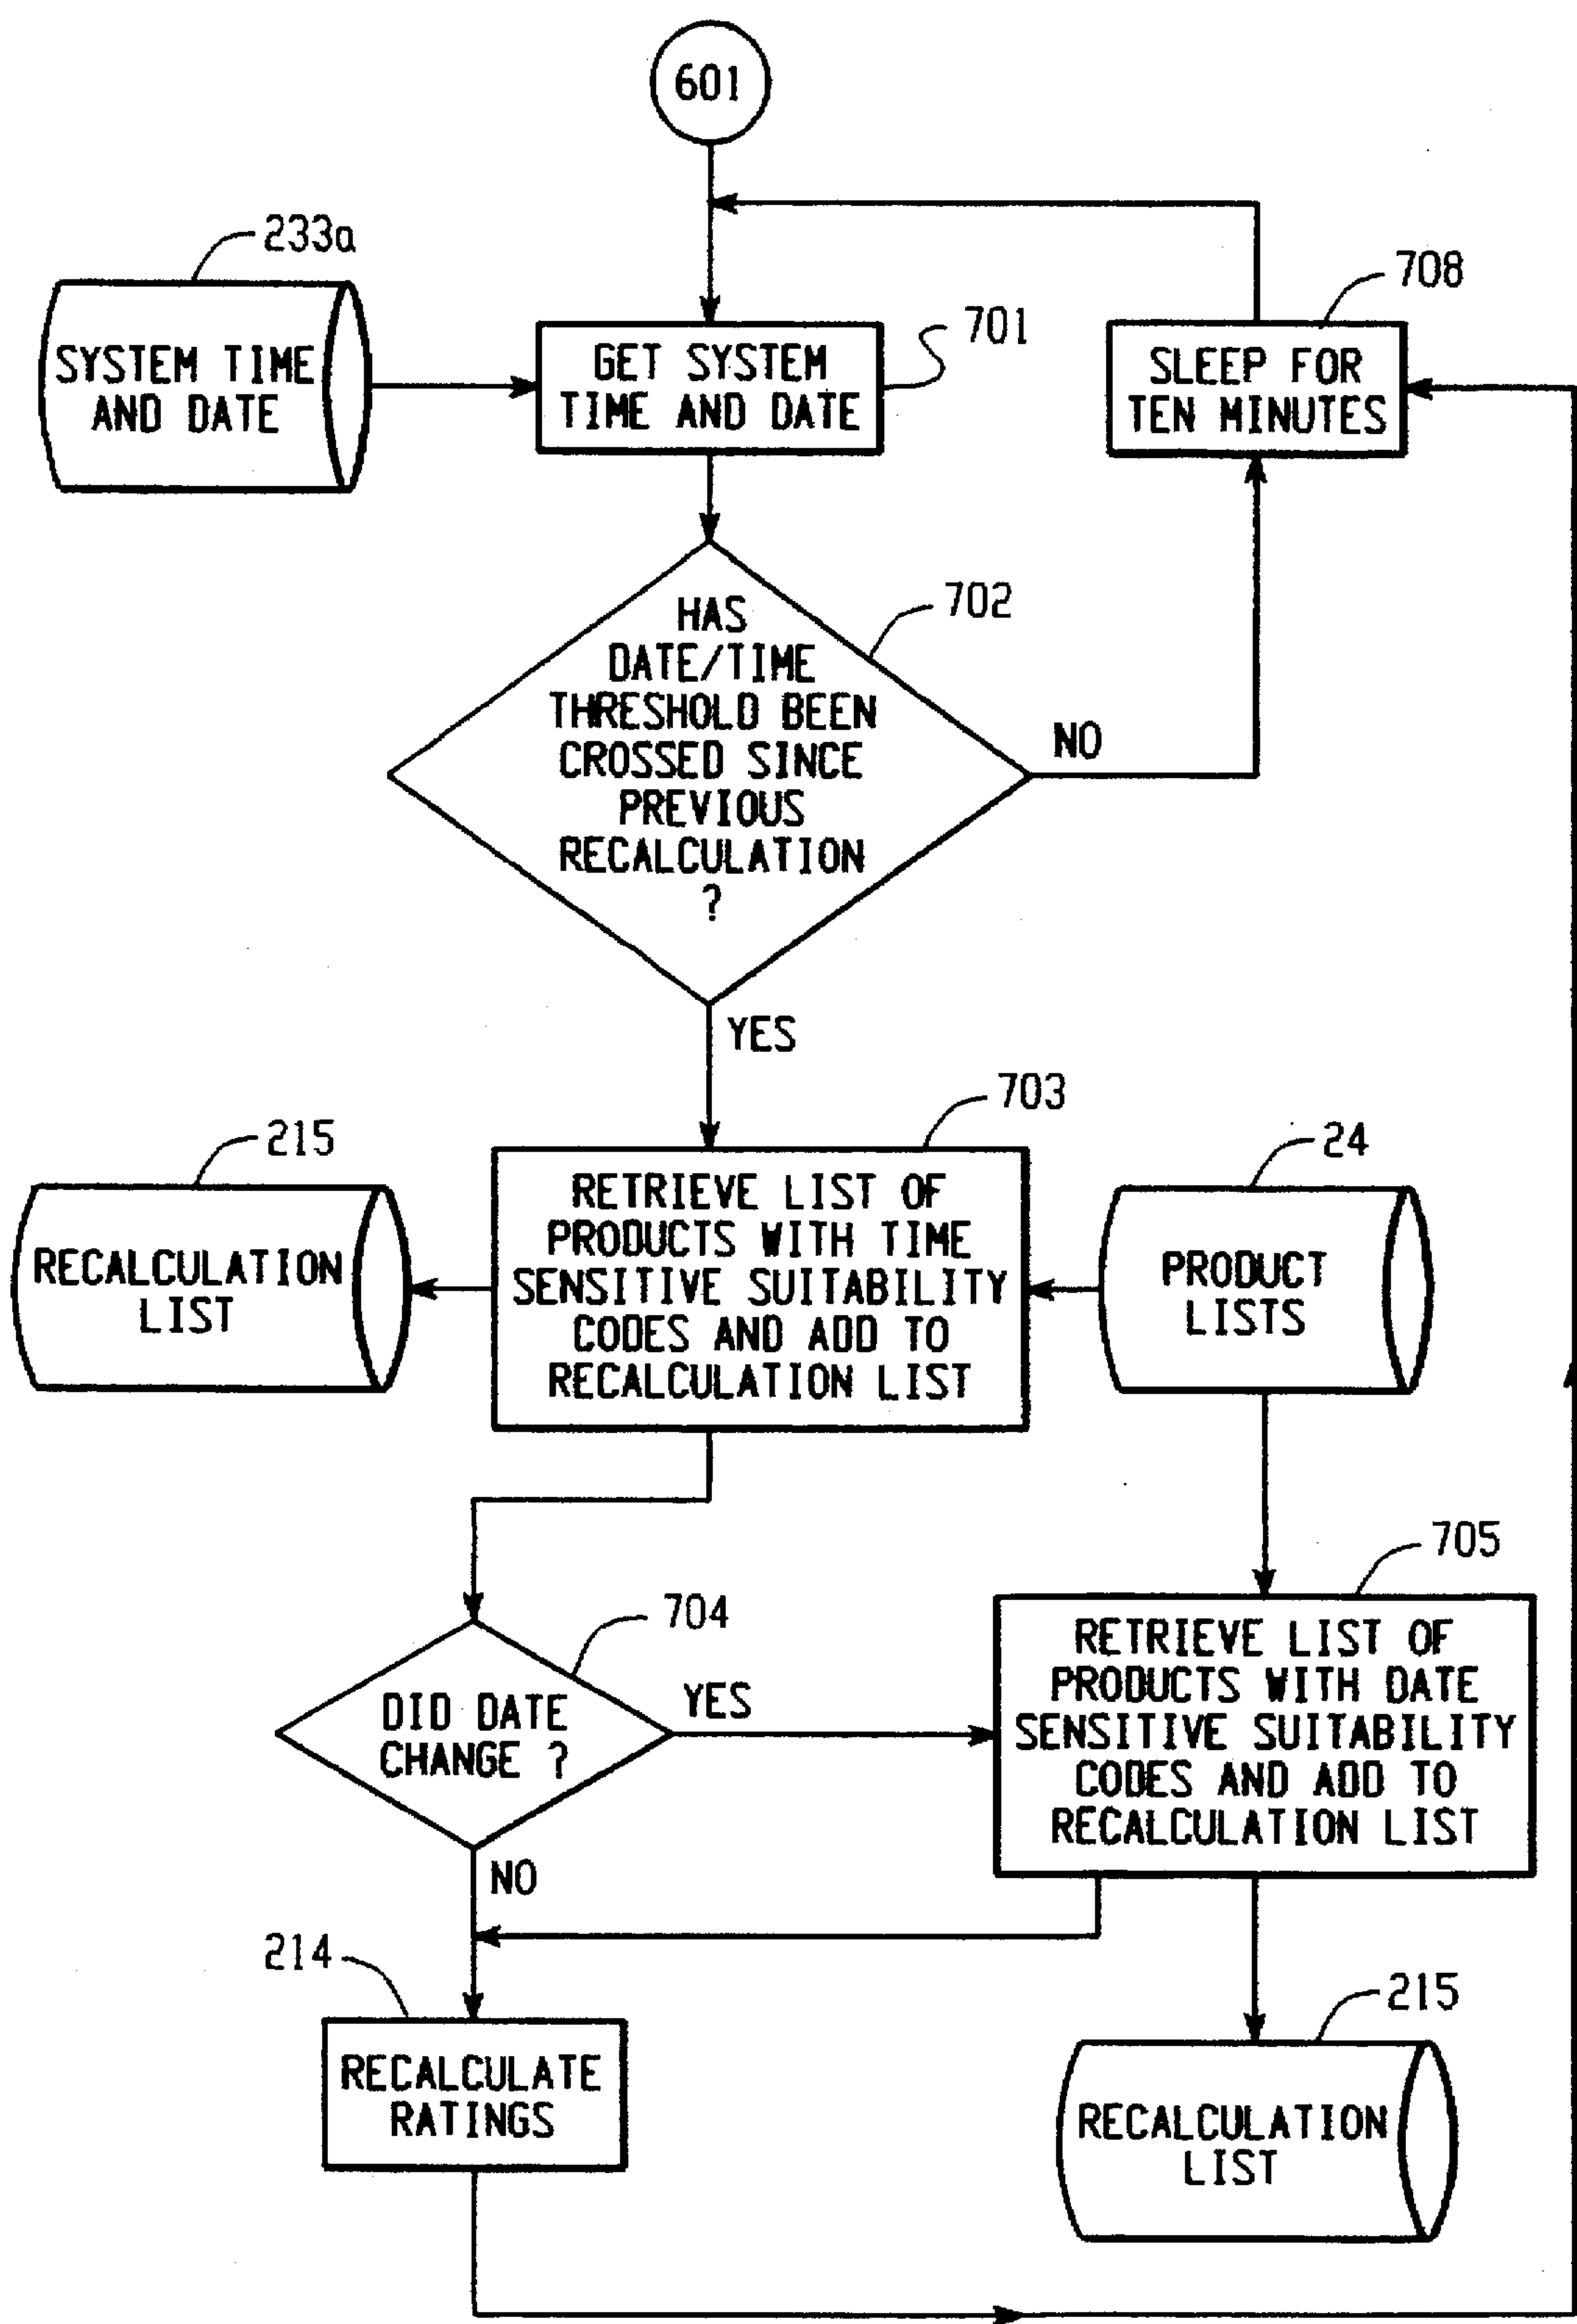 601
233a
SYSTEM TIME
AND DATE
GET SYSTEM
TIME AND DATE
701
708
SLEEP FOR
TEN MINUTES
HAS
DATE/TIME
THRESHOLD BEEN
CROSSED SINCE
PREVIOUS
RECALCULATION
?
702
NO
YES
703
215
RECALCULATION
LIST
RETRIEVE LIST OF
PRODUCTS WITH TIME
SENSITIVE SUITABILITY
CODES AND ADD TO
RECALCULATION LIST
24
PRODUCT
LISTS
704
DID DATE
CHANGE ?
YES
NO
705
RETRIEVE LIST OF
PRODUCTS WITH DATE
SENSITIVE SUITABILITY
CODES AND ADD TO
RECALCULATION LIST
214
RECALCULATE
RATINGS
215
RECALCULATION
LIST